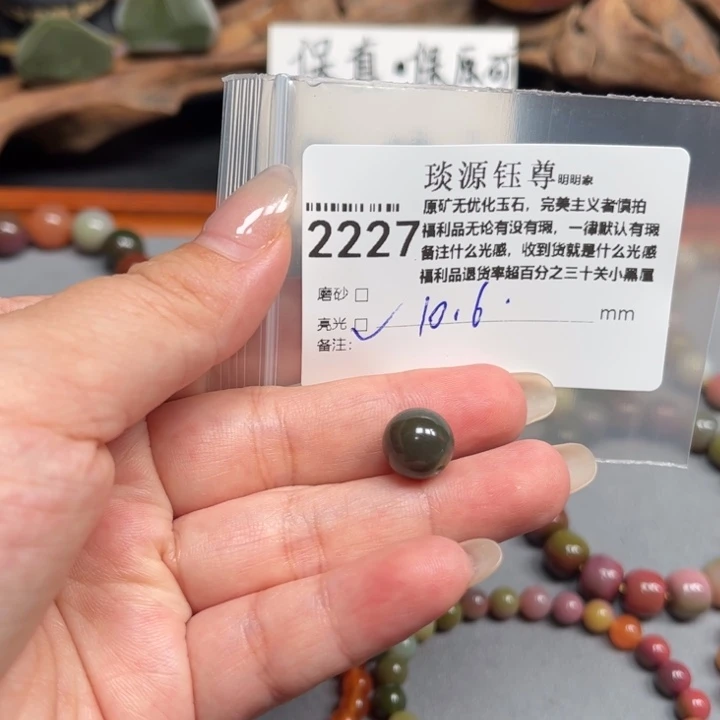 保真·保原矿
琰源钰尊明明家
原矿无优化玉石，完美主义者慎拍
2227
福利品无论有没有瑕，一律默认有瑕
备注什么光感，收到货就是什么光感
福利品退货率超百分之三十关小黑屋
磨砂□
亮光□ ✓ 10.6. mm
备注：